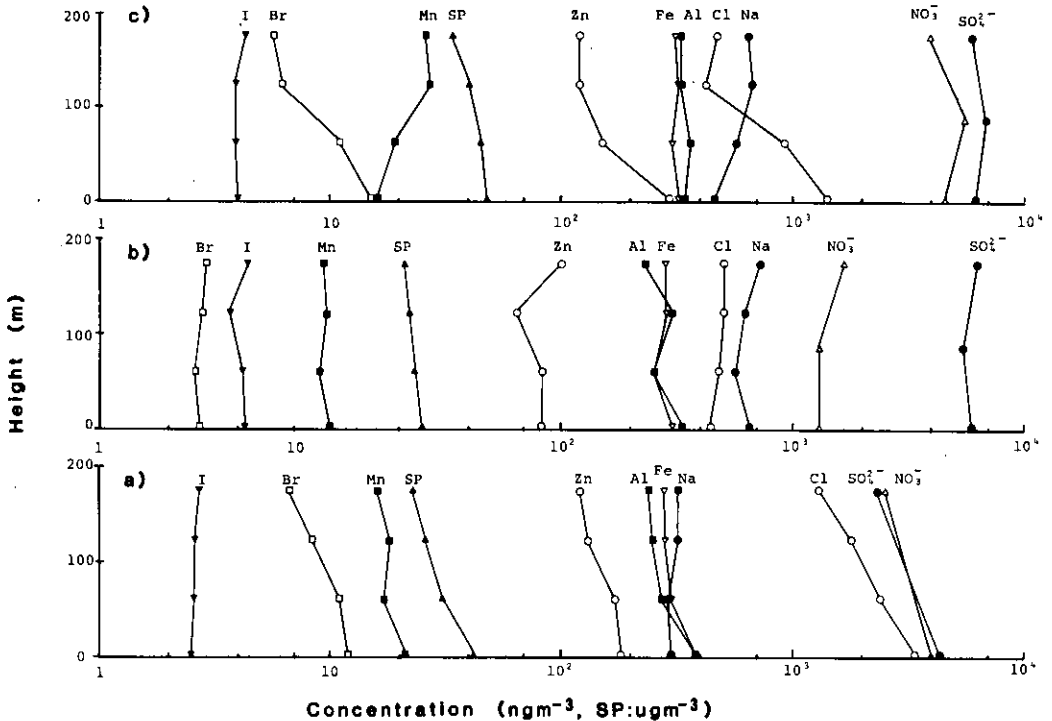 c) I Br Mn SP Zn Fe Al Cl Na NO₃⁻ SO₄²⁻
200
100
0
1 10 10² 10³ 10⁴
b) Br I Mn SP Zn Al Fe Cl Na NO₃⁻ SO₄²⁻
200
100
0
1 10 10² 10³ 10⁴
a) I Br Mn SP Zn Al Fe Na Cl SO₄²⁻ NO₃⁻
200
100
0
1 10 10² 10³ 10⁴
Height (m)
Concentration (ngm⁻³, SP:ugm⁻³)